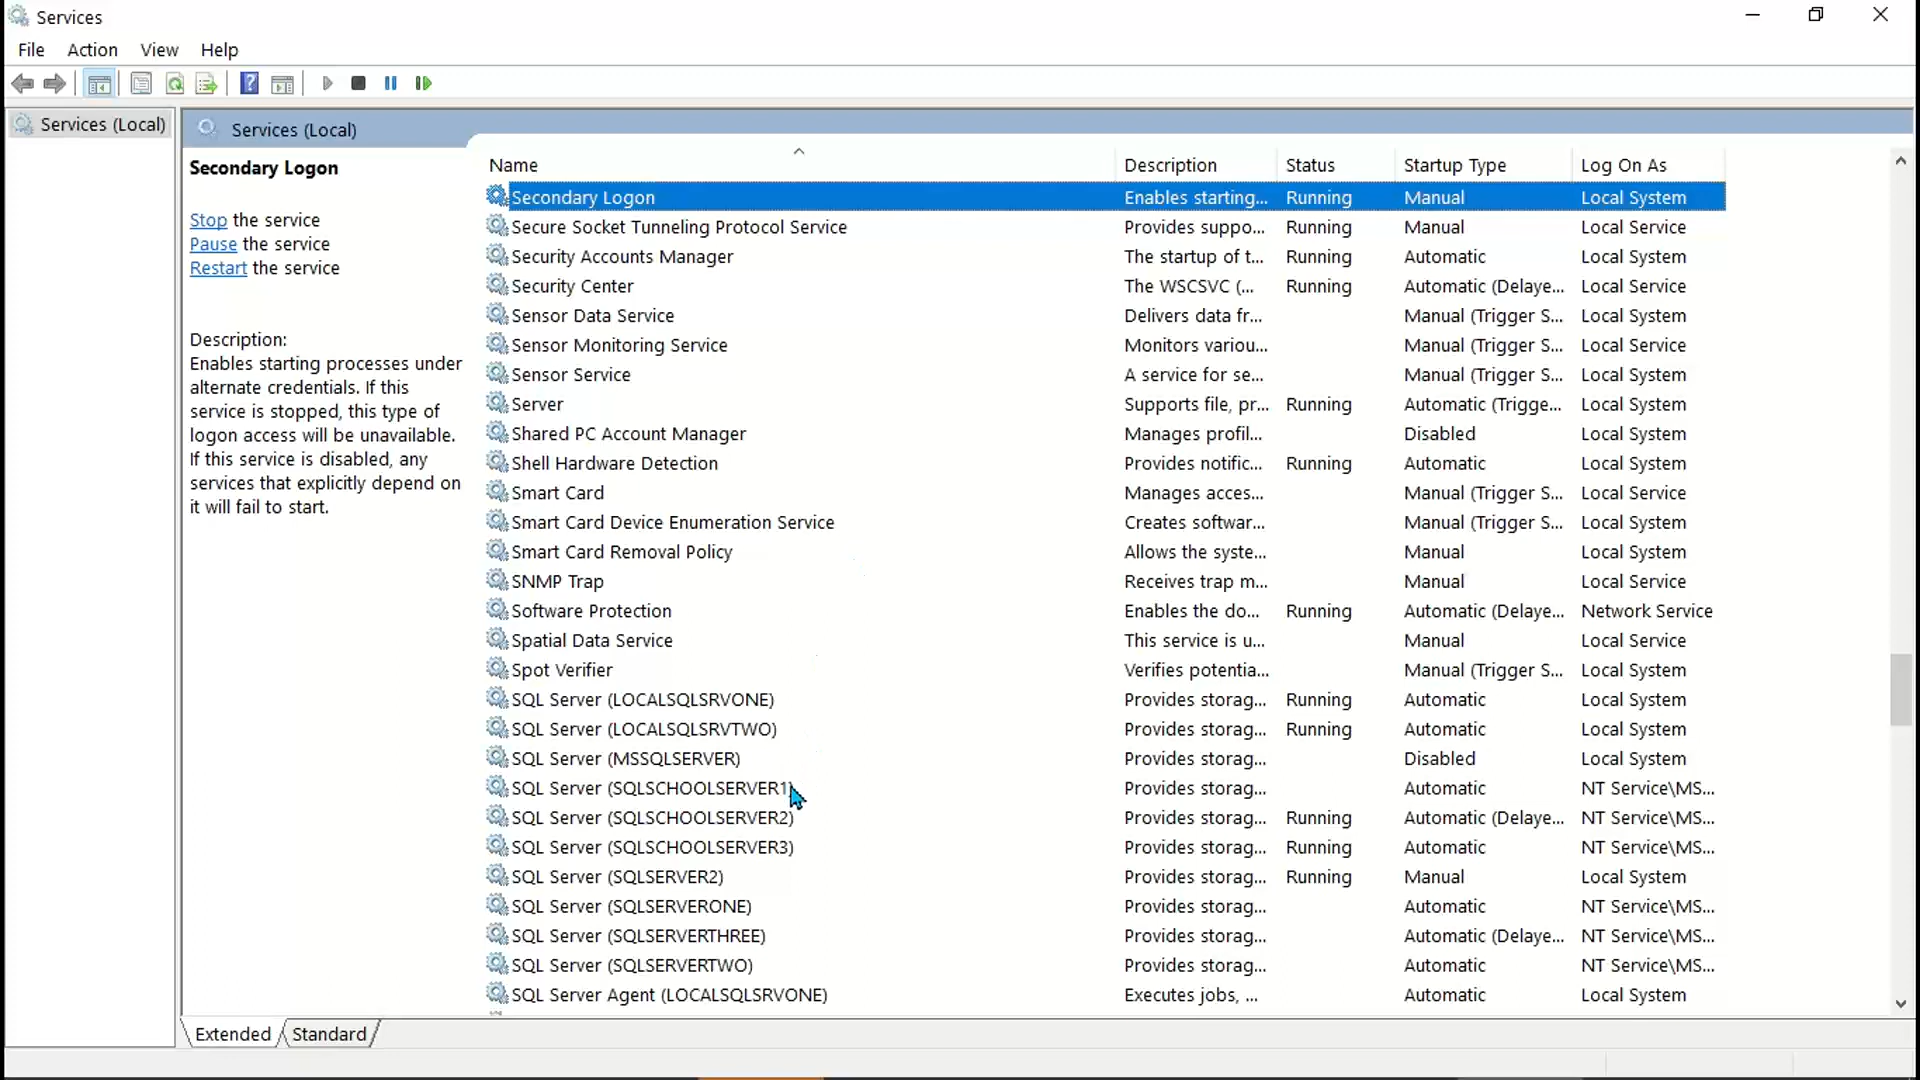 Services
File Action View Help
Services (Local)
Services (Local)
Secondary Logon
Stop the service
Pause the service
Restart the service
Description:
Enables starting processes under
alternate credentials. If this
service is stopped, this type of
logon access will be unavailable.
If this service is disabled, any
services that explicitly depend on
it will fail to start.
Name Description Status Startup Type Log On As
Secondary Logon Enables starting... Running Manual Local System
Secure Socket Tunneling Protocol Service Provides suppo... Running Manual Local Service
Security Accounts Manager The startup of t... Running Automatic Local System
Security Center The WSCSVC (... Running Automatic (Delaye... Local Service
Sensor Data Service Delivers data fr... Manual (Trigger S... Local System
Sensor Monitoring Service Monitors variou... Manual (Trigger S... Local Service
Sensor Service A service for se... Manual (Trigger S... Local System
Server Supports file, pr... Running Automatic (Trigge... Local System
Shared PC Account Manager Manages profil... Disabled Local System
Shell Hardware Detection Provides notific... Running Automatic Local System
Smart Card Manages acces... Manual (Trigger S... Local Service
Smart Card Device Enumeration Service Creates softwar... Manual (Trigger S... Local System
Smart Card Removal Policy Allows the syste... Manual Local System
SNMP Trap Receives trap m... Manual Local Service
Software Protection Enables the do... Running Automatic (Delaye... Network Service
Spatial Data Service This service is u... Manual Local Service
Spot Verifier Verifies potentia... Manual (Trigger S... Local System
SQL Server (LOCALSQLSRVONE) Provides storag... Running Automatic Local System
SQL Server (LOCALSQLSRVTWO) Provides storag... Running Automatic Local System
SQL Server (MSSQLSERVER) Provides storag... Disabled Local System
SQL Server (SQLSCHOOLSERVER1) Provides storag... Automatic NT Service\MS...
SQL Server (SQLSCHOOLSERVER2) Provides storag... Running Automatic (Delaye... NT Service\MS...
SQL Server (SQLSCHOOLSERVER3) Provides storag... Running Automatic NT Service\MS...
SQL Server (SQLSERVER2) Provides storag... Running Manual Local System
SQL Server (SQLSERVERONE) Provides storag... Automatic NT Service\MS...
SQL Server (SQLSERVERTHREE) Provides storag... Automatic (Delaye... NT Service\MS...
SQL Server (SQLSERVERTWO) Provides storag... Automatic NT Service\MS...
SQL Server Agent (LOCALSQLSRVONE) Executes jobs, ... Automatic Local System
Extended Standard